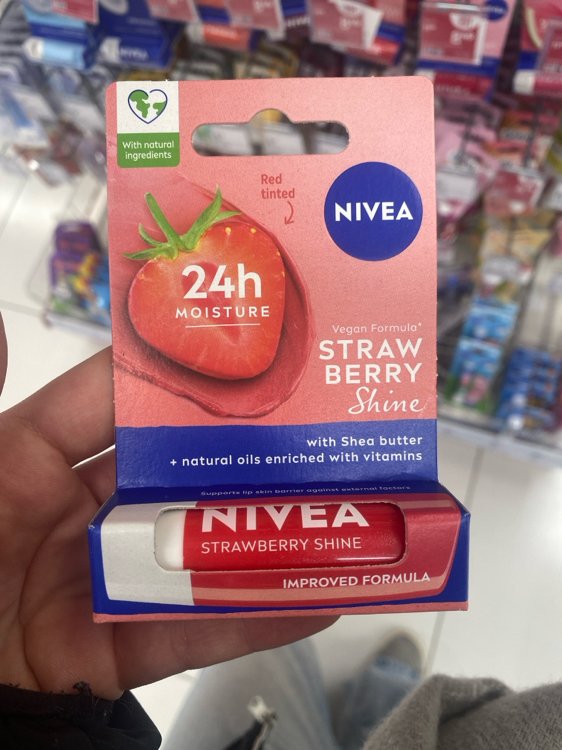 With natural
ingredients
Red
tinted
NIVEA
24h
MOISTURE
Vegan Formula*
STRAW
BERRY
Shine
with Shea butter
+ natural oils enriched with vitamins
Supports lip skin barrier against external factors
NIVEA
STRAWBERRY SHINE
IMPROVED FORMULA